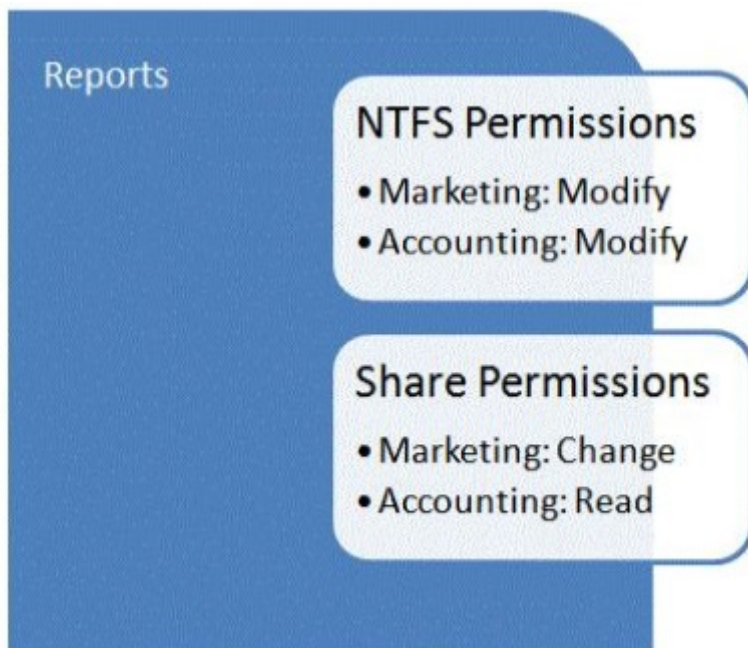 Reports
NTFS Permissions
• Marketing: Modify
• Accounting: Modify
Share Permissions
• Marketing: Change
• Accounting: Read